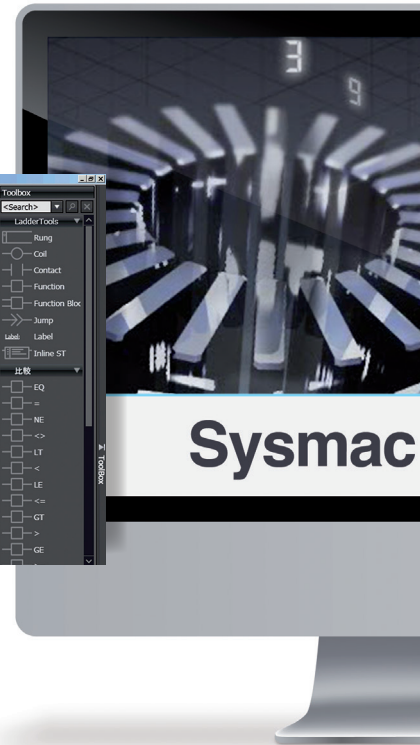 3
9
Toolbox
<Search>
LadderTools
Rung
Coil
Contact
Function
Function Bloc
Jump
Label: Label
Inline ST
比較
EQ
=
NE
<>
LT
<
LE
<=
GT
>
GE
ToolBox
Sysmac